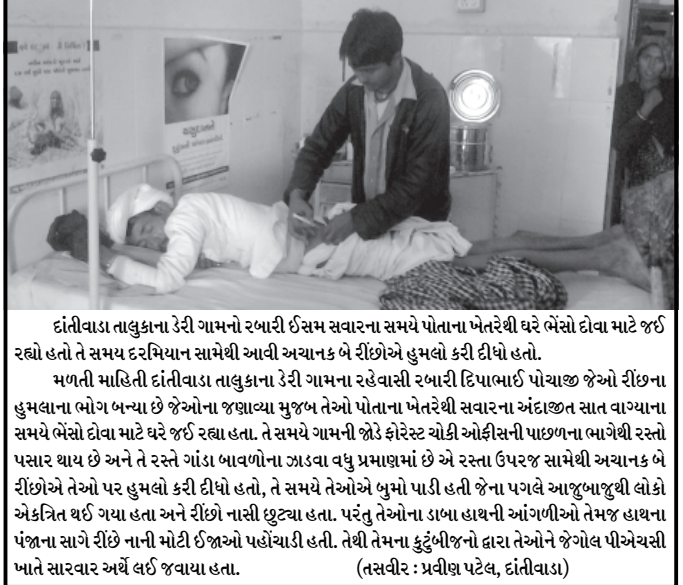 ચક્ષુદાનને
દાંતીવાડા તાલુકાના ડેરી ગામનો રબારી ઈસમ સવારના સમયે પોતાના ખેતરેથી ઘરે ભેંસો દોવા માટે જઈ
રહ્યો હતો તે સમય દરમિયાન સામેથી આવી અચાનક બે રીંછોએ હુમલો કરી દીધો હતો.
મળતી માહિતી દાંતીવાડા તાલુકાના ડેરી ગામના રહેવાસી રબારી દિપાભાઈ પોચાજી જેઓ રીંછના
હુમલાના ભોગ બન્યા છે જેઓના જણાવ્યા મુજબ તેઓ પોતાના ખેતરેથી સવારના અંદાજીત સાત વાગ્યાના
સમયે ભેંસો દોવા માટે ઘરે જઈ રહ્યા હતા. તે સમયે ગામની જોડે ફોરેસ્ટ ચોકી ઓફીસની પાછળના ભાગેથી રસ્તો
પસાર થાય છે અને તે રસ્તે ગાંડા બાવળોના ઝાડવા વધુ પ્રમાણમાં છે એ રસ્તા ઉપરજ સામેથી અચાનક બે
રીંછોએ તેઓ પર હુમલો કરી દીધો હતો, તે સમયે તેઓએ બુમો પાડી હતી જેના પગલે આજુબાજુથી લોકો
એકત્રિત થઈ ગયા હતા અને રીંછો નાસી છુટ્યા હતા. પરંતુ તેઓના ડાબા હાથની આંગળીઓ તેમજ હાથના
પંજાના સાગે રીંછે નાની મોટી ઈજાઓ પહોંચાડી હતી. તેથી તેમના કુટુંબીજનો દ્વારા તેઓને જેગોલ પીએચસી
ખાતે સારવાર અર્થે લઈ જવાયા હતા. (તસવીર : પ્રવીણ પટેલ, દાંતીવાડા)